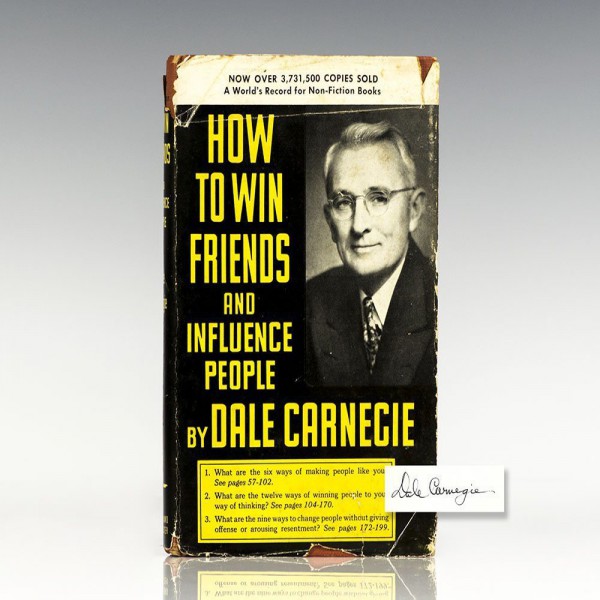 NOW OVER 3,731,500 COPIES SOLD
A World's Record for Non-Fiction Books
HOW
TO WIN
FRIENDS
AND
INFLUENCE
PEOPLE
BY DALE CARNEGIE
1. What are the six ways of making people like you
See pages 57-102.
2. What are the twelve ways of winning people to you
way of thinking? See pages 104-170.
3. What are the nine ways to change people without giving
offense or arousing resentment? See pages 172-199.
Dale Carnegie